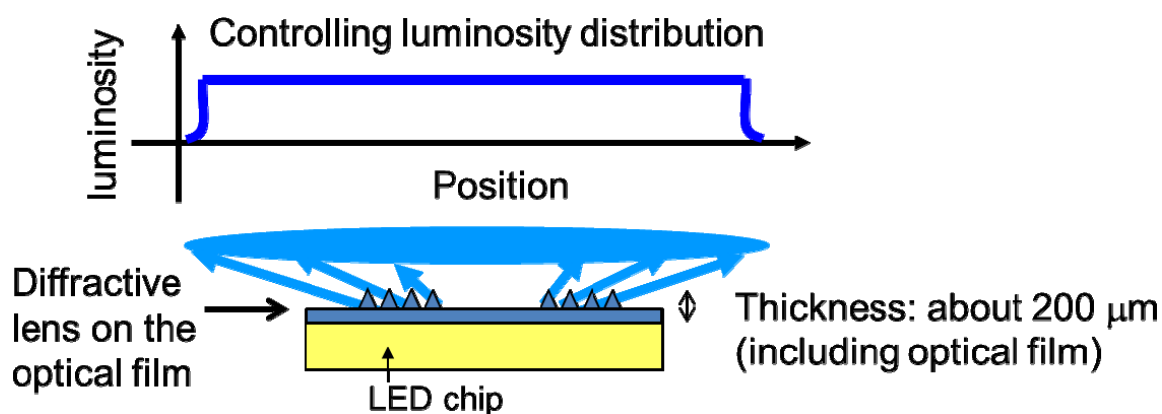 Controlling luminosity distribution
luminosity
Position
Diffractive
lens on the
optical film
Thickness: about 200 μm
(including optical film)
LED chip